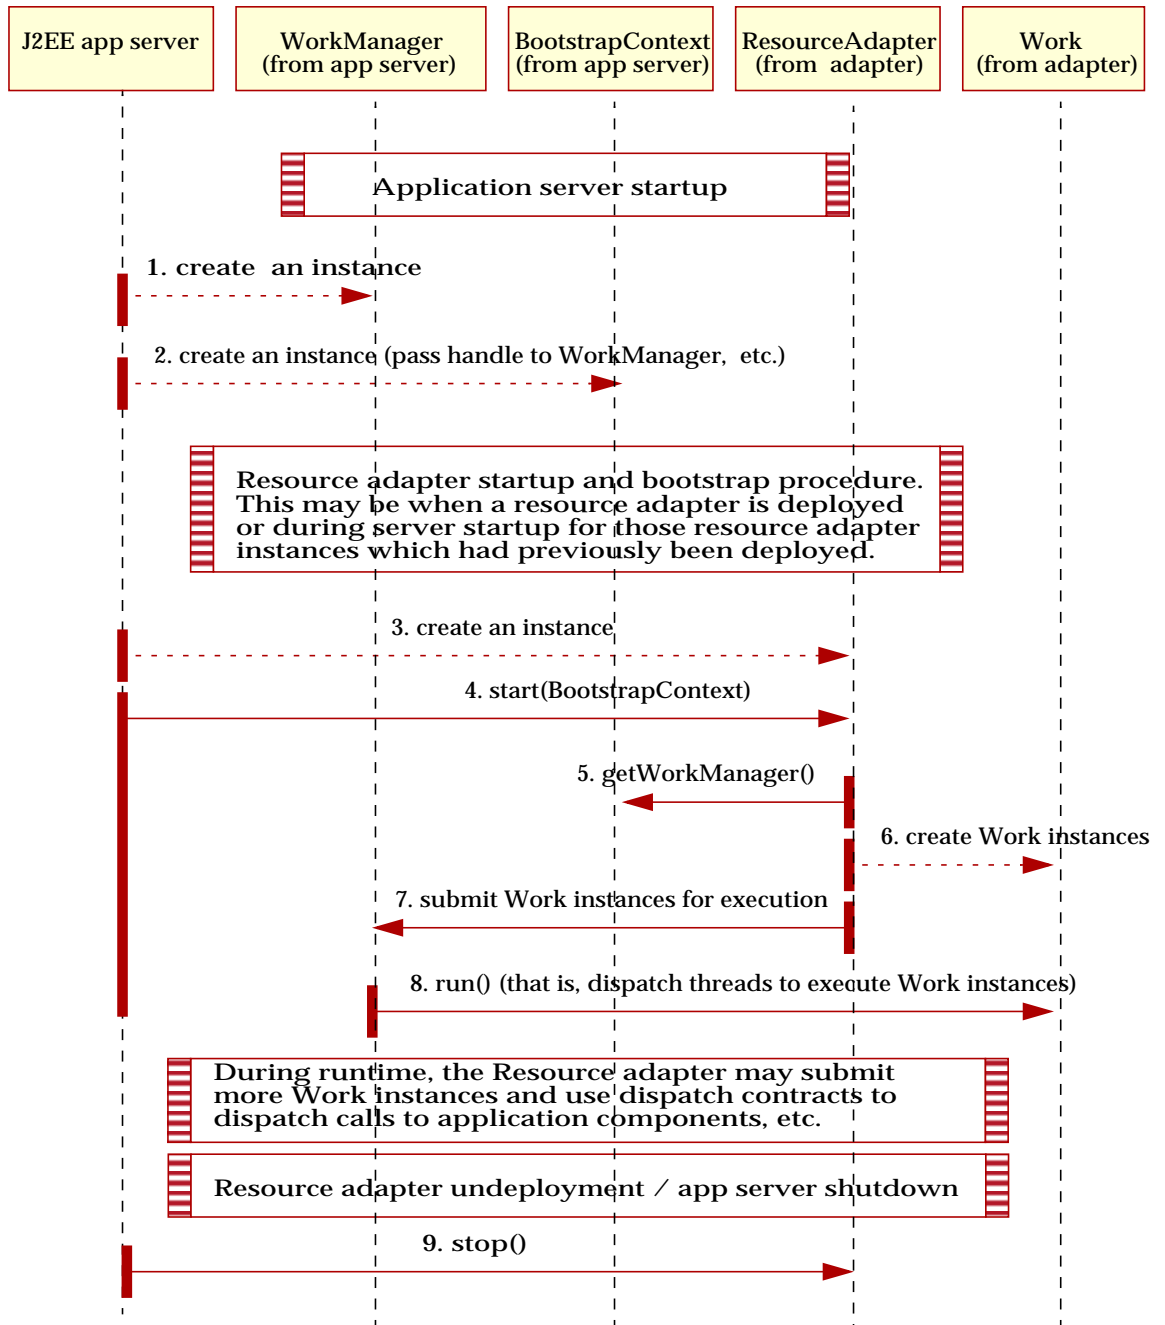 J2EE app server
WorkManager
(from app server)
BootstrapContext
(from app server)
ResourceAdapter
(from  adapter)
Work
(from adapter)
Application server startup
1. create  an instance
2. create an instance (pass handle to WorkManager,  etc.)
Resource adapter startup and bootstrap procedure.
This may be when a resource adapter is deployed
or during server startup for those resource adapter
instances which had previously been deployed.
3. create an instance
4. start(BootstrapContext)
5. getWorkManager()
6. create Work instances
7. submit Work instances for execution
8. run() (that is, dispatch threads to execute Work instances)
During runtime, the Resource adapter may submit
more Work instances and use dispatch contracts to
dispatch calls to application components, etc.
Resource adapter undeployment / app server shutdown
9. stop()